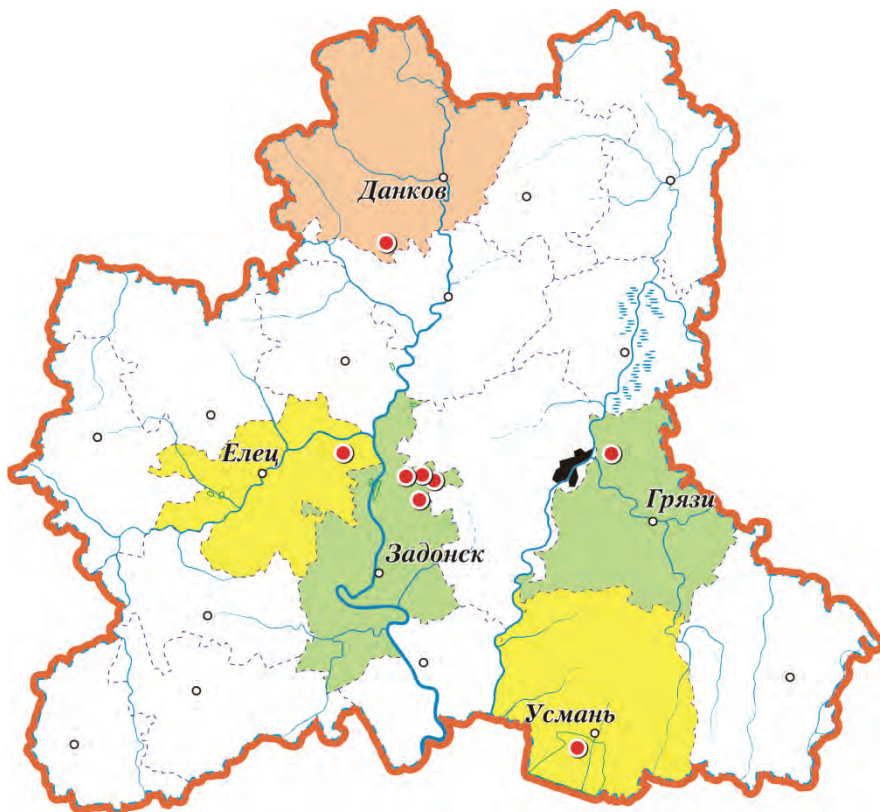 Данков
Елец
Грязи
Задонск
Усмань